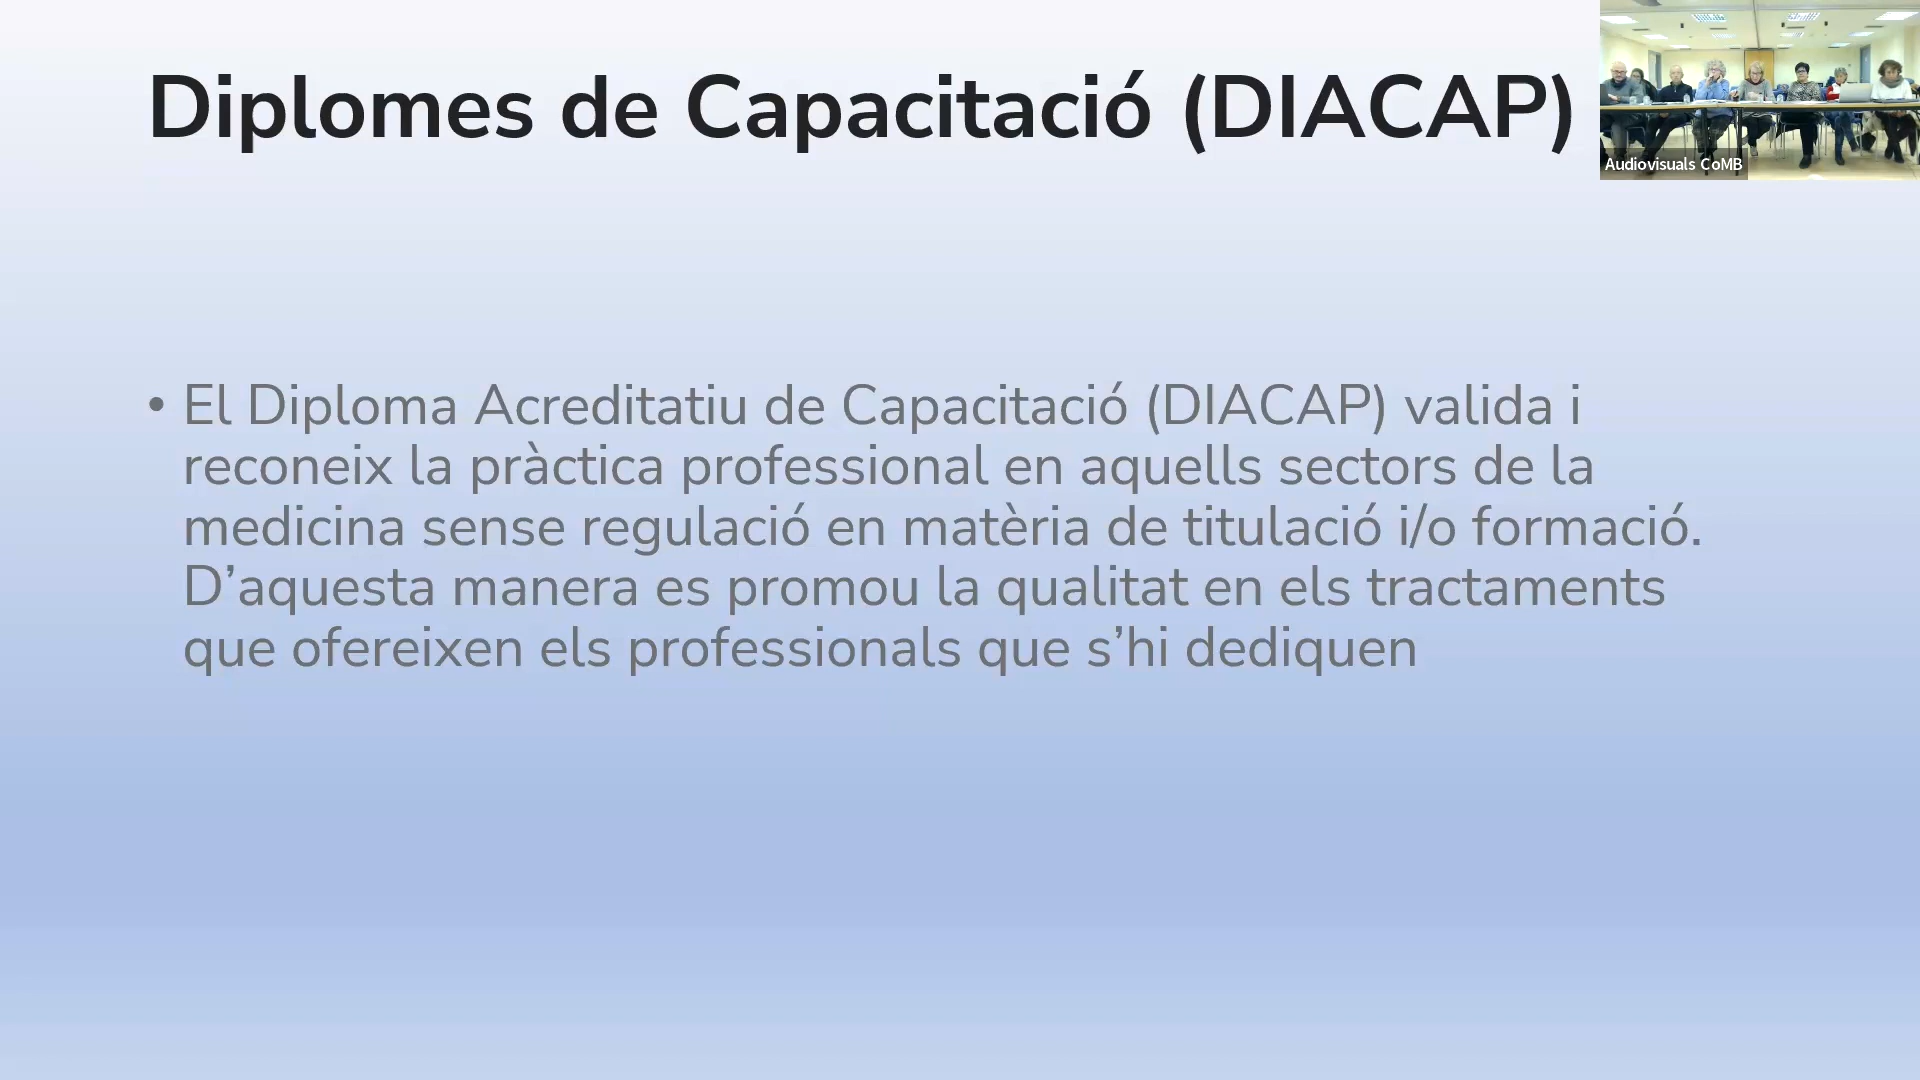 Diplomes de Capacitació (DIACAP)
Audiovisuals CoMB
• El Diploma Acreditatiu de Capacitació (DIACAP) valida i
reconeix la pràctica professional en aquells sectors de la
medicina sense regulació en matèria de titulació i/o formació.
D’aquesta manera es promou la qualitat en els tractaments
que ofereixen els professionals que s’hi dediquen